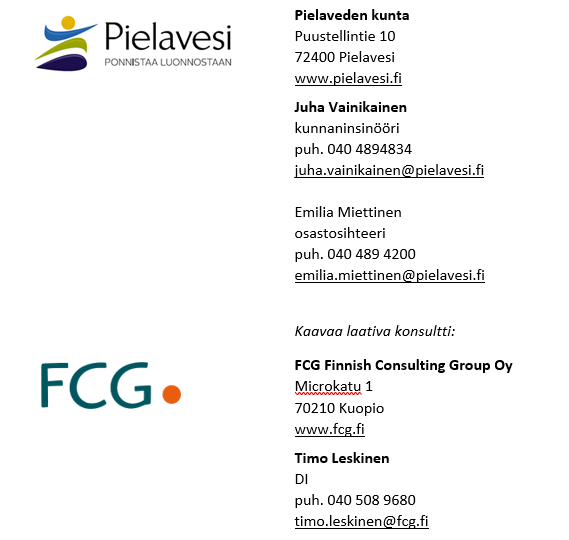 Pielavesi
PONNISTAA LUONNOSTAAN
Pielaveden kunta
Puustellintie 10
72400 Pielavesi
www.pielavesi.fi
Juha Vainikainen
kunnaninsinööri
puh. 040 4894834
juha.vainikainen@pielavesi.fi
Emilia Miettinen
osastosihteeri
puh. 040 489 4200
emilia.miettinen@pielavesi.fi
Kaavaa laativa konsultti:
FCG.
FCG Finnish Consulting Group Oy
Microkatu 1
70210 Kuopio
www.fcg.fi
Timo Leskinen
DI
puh. 040 508 9680
timo.leskinen@fcg.fi